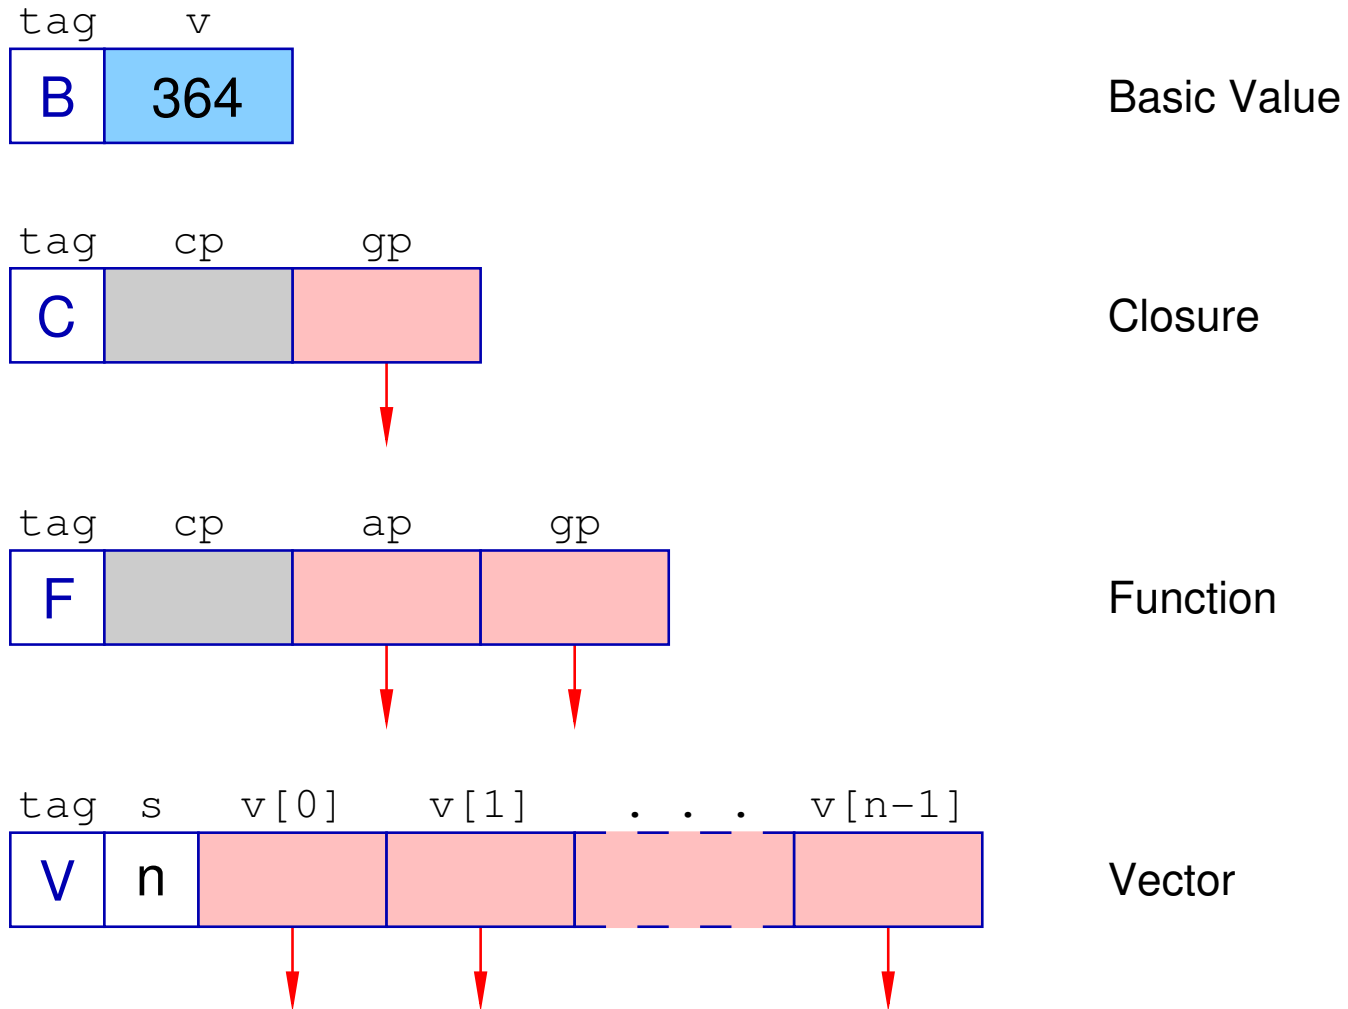 tag v
B 364 Basic Value
tag cp gp
C Closure
tag cp ap gp
F Function
tag s v[0] v[1] . . . v[n−1]
V n Vector